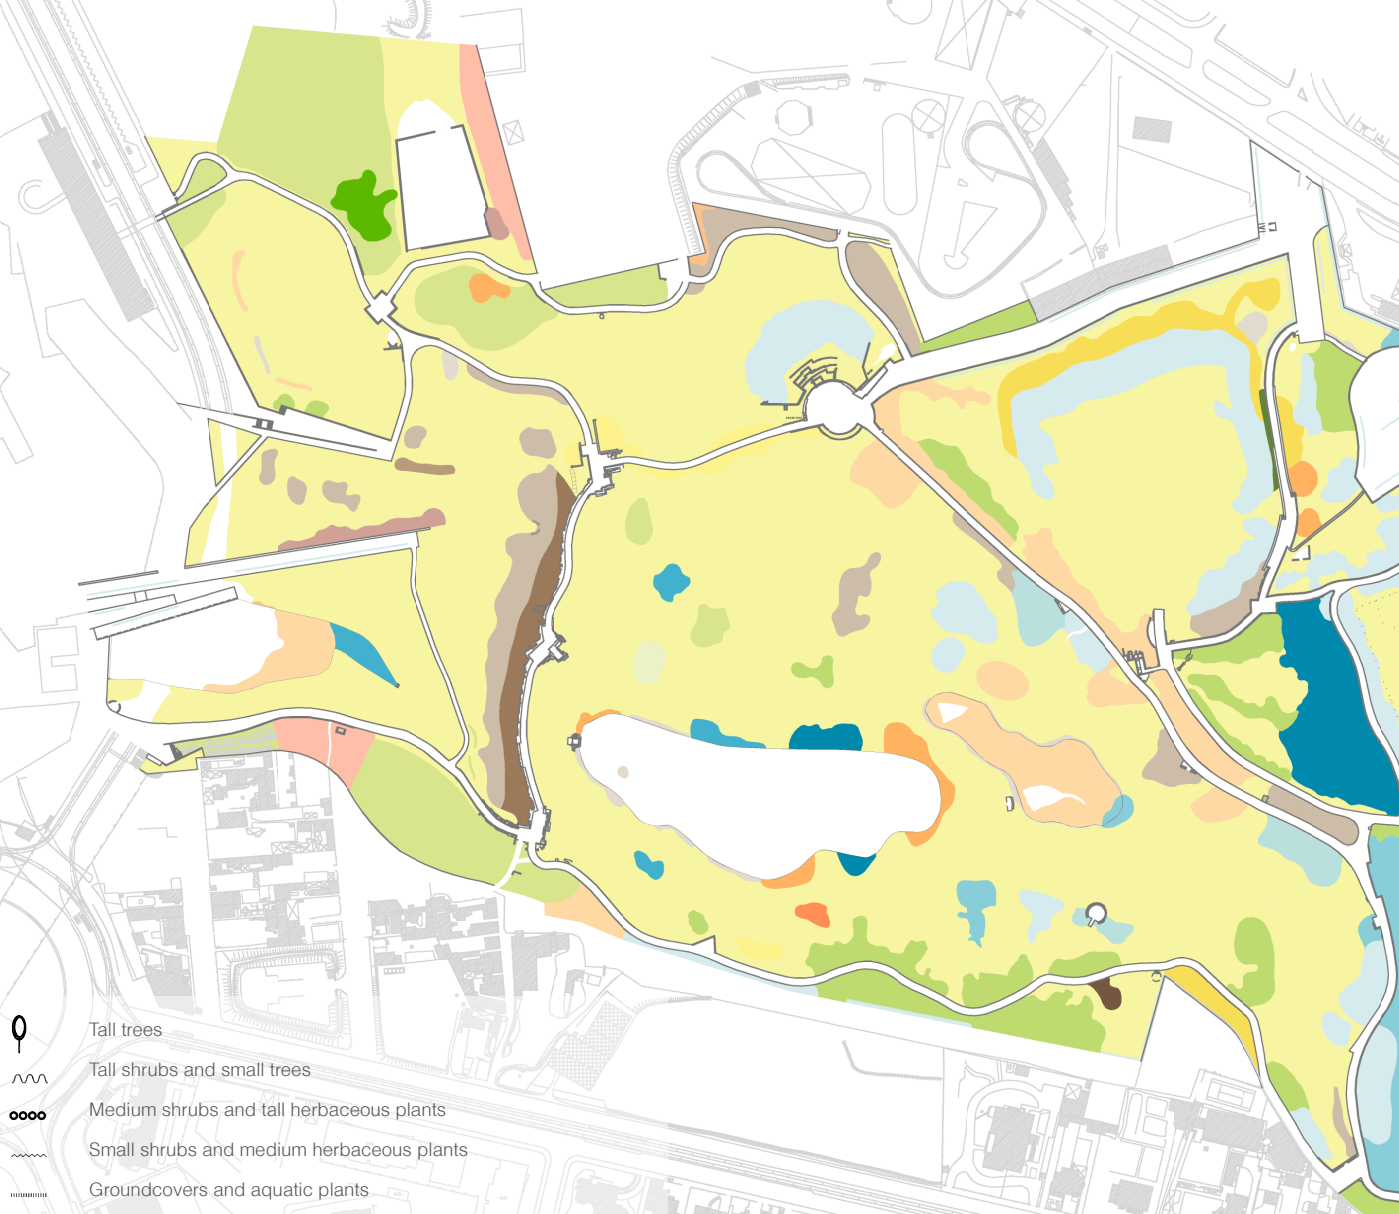 Tall trees
Tall shrubs and small trees
Medium shrubs and tall herbaceous plants
Small shrubs and medium herbaceous plants
Groundcovers and aquatic plants